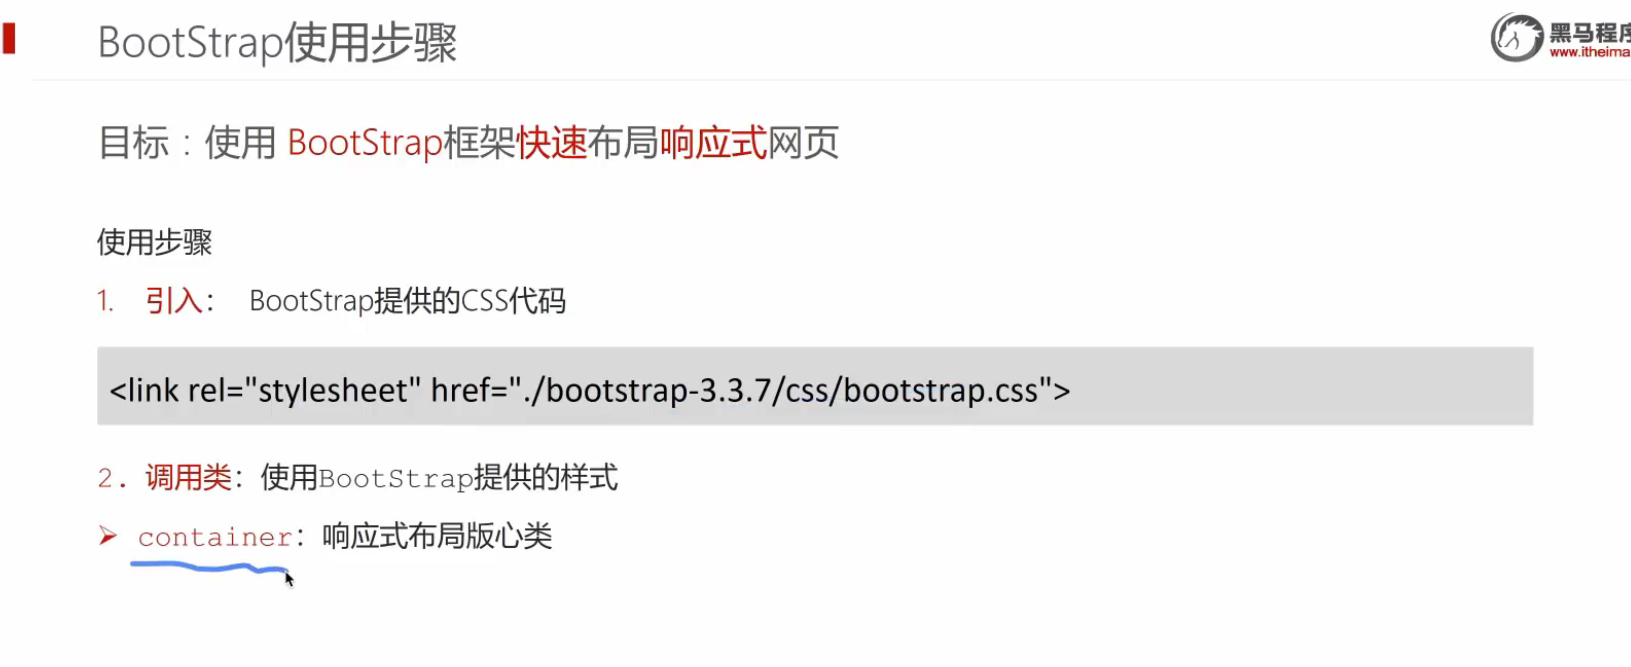 BootStrap使用步骤
黑马程序
www.itheima
目标：使用 BootStrap框架快速布局响应式网页
使用步骤
1. 引入： BootStrap提供的CSS代码
<link rel="stylesheet" href="./bootstrap-3.3.7/css/bootstrap.css">
2. 调用类：使用BootStrap提供的样式
➢ container：响应式布局版心类